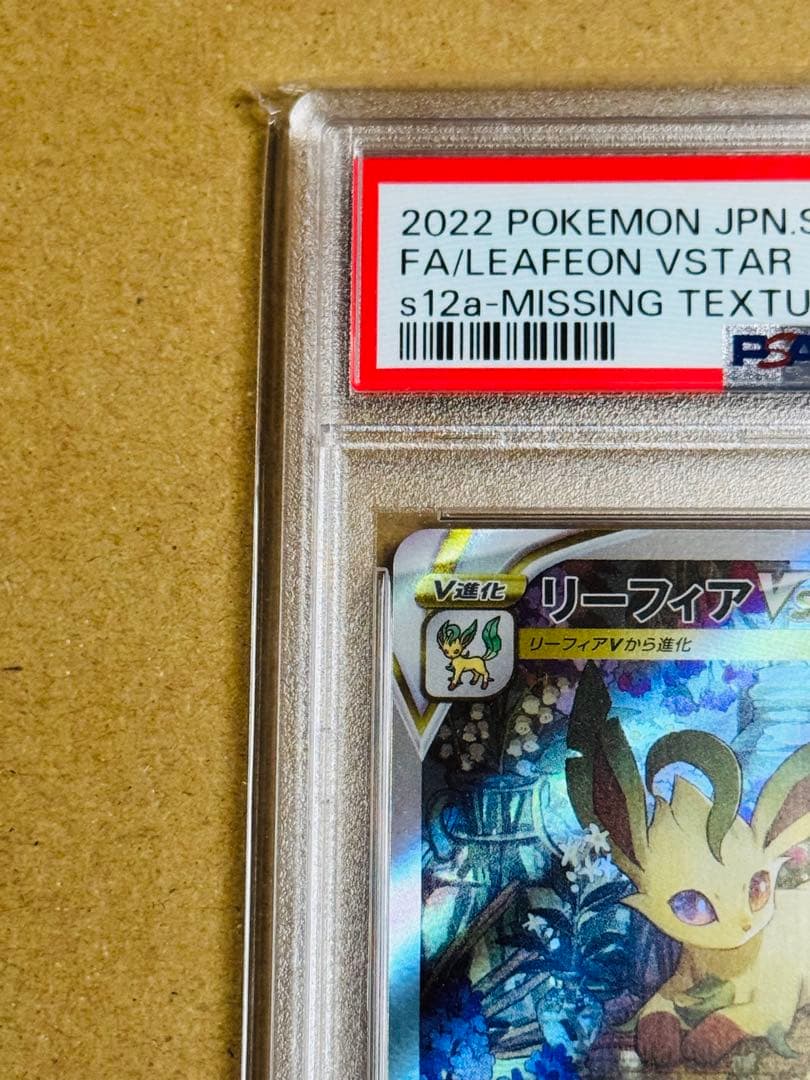 2022 POKEMON JPN.S
FA/LEAFEON VSTAR
s12a-MISSING TEXTU
PSA
V進化
リーフィアVS
リーフィアVから進化